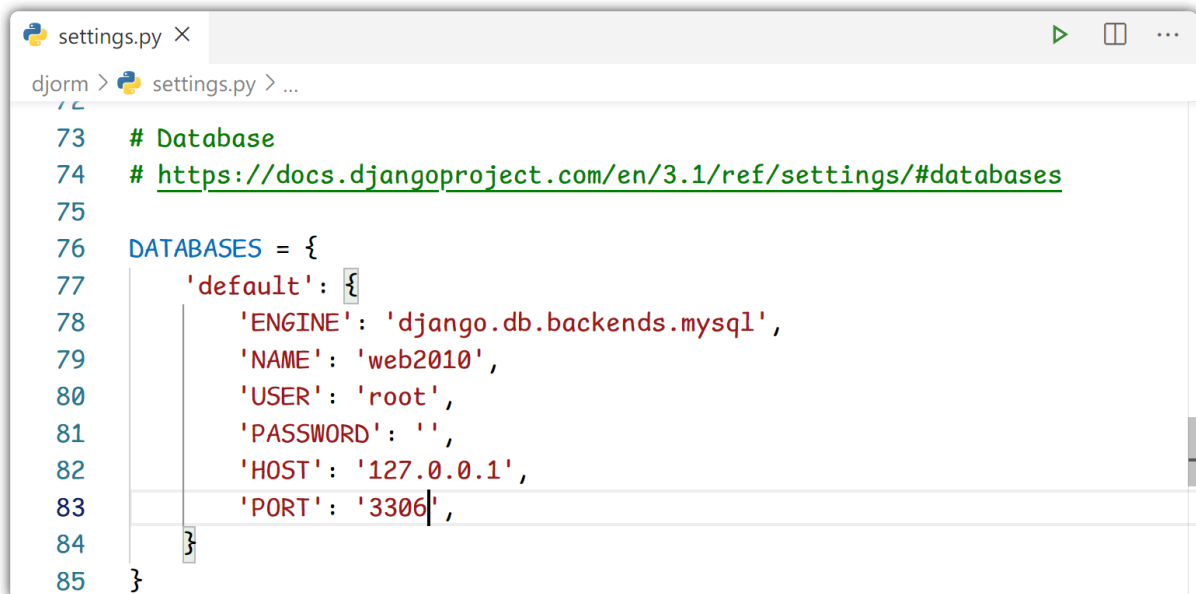 settings.py
djorm > settings.py > ...
72
73 # Database
74 # https://docs.djangoproject.com/en/3.1/ref/settings/#databases
75
76 DATABASES = {
77     'default': {
78         'ENGINE': 'django.db.backends.mysql',
79         'NAME': 'web2010',
80         'USER': 'root',
81         'PASSWORD': '',
82         'HOST': '127.0.0.1',
83         'PORT': '3306',
84     }
85 }